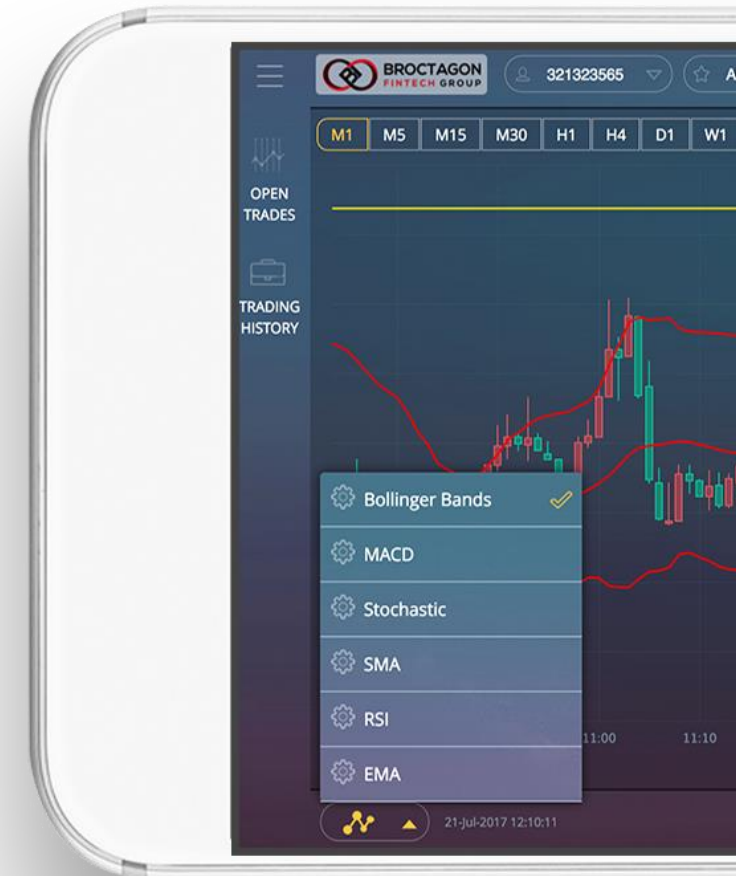 BROCTAGON
FINTECH GROUP
321323565
A
M1 M5 M15 M30 H1 H4 D1 W1
OPEN
TRADES
TRADING
HISTORY
Bollinger Bands
MACD
Stochastic
SMA
RSI
EMA
11:00 11:10
21-Jul-2017 12:10:11